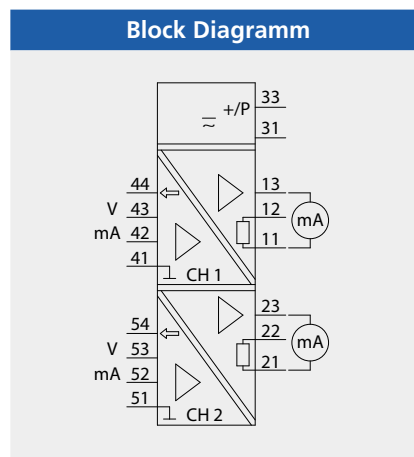 Block Diagramm
+/P 33
31
44 13
V 43 12
mA 42 mA
11
41 CH 1
23
54 22
V 53 mA
mA 52 21
51 CH 2